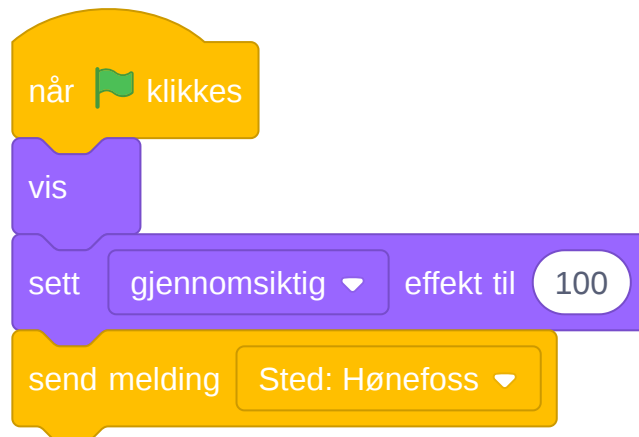 når klikkes
vis
sett gjennomsiktig effekt til 100
send melding Sted: Hønefoss